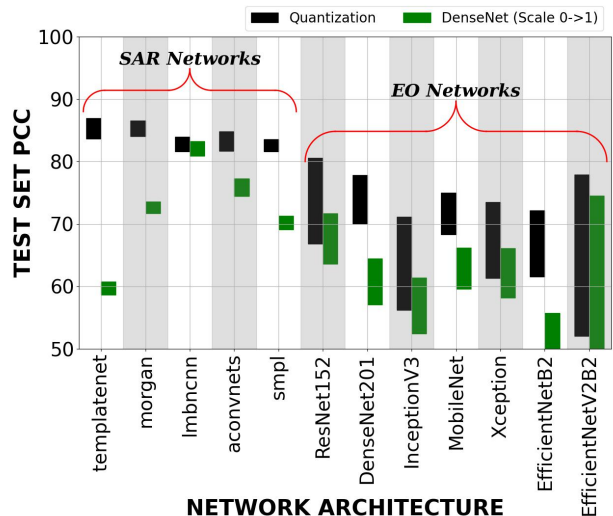 Quantization
DenseNet (Scale 0->1)
SAR Networks
EO Networks
TEST SET PCC
100
90
80
70
60
50
templatenet
morgan
lmbncnn
aconvnets
smpl
ResNet152
DenseNet201
InceptionV3
MobileNet
Xception
EfficientNetB2
EfficientNetV2B2
NETWORK ARCHITECTURE